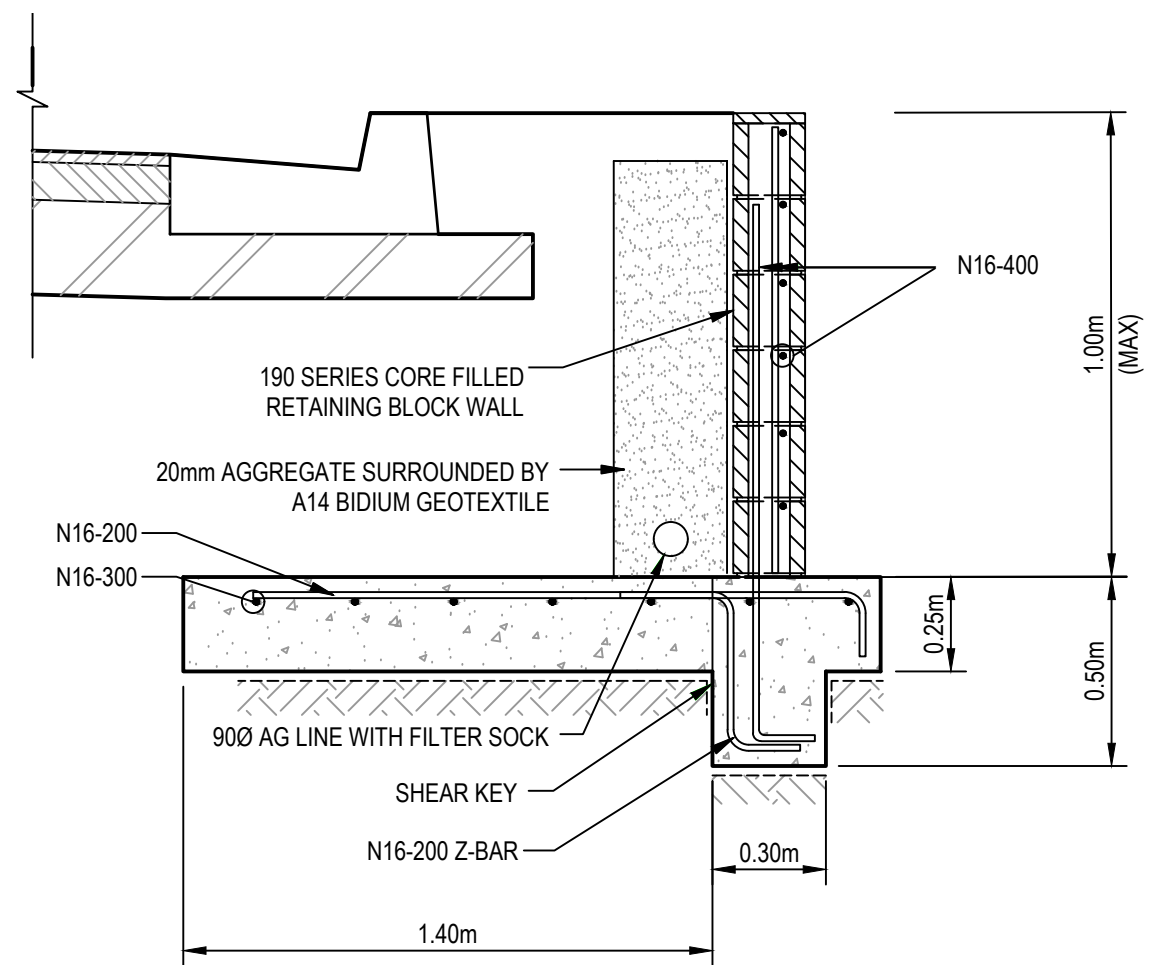 N16-400
1.00m
(MAX)
190 SERIES CORE FILLED
RETAINING BLOCK WALL
20mm AGGREGATE SURROUNDED BY
A14 BIDIUM GEOTEXTILE
N16-200
N16-300
0.25m
0.50m
90Ø AG LINE WITH FILTER SOCK
SHEAR KEY
N16-200 Z-BAR
0.30m
1.40m